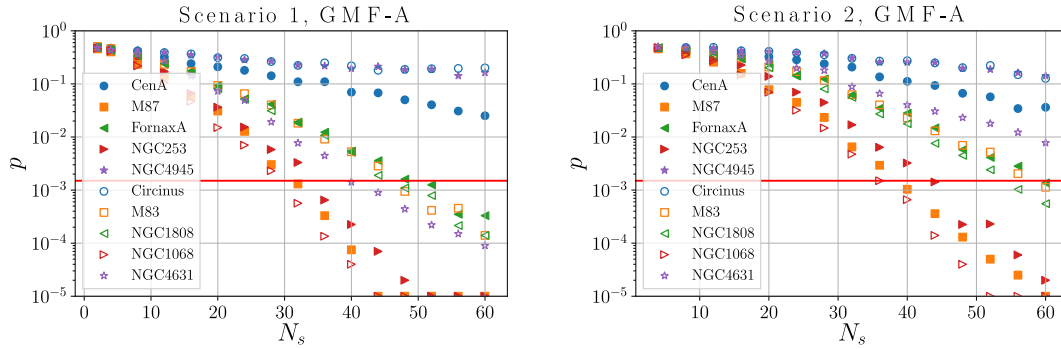 Scenario 1, GMF-A
10^0
10^-1
10^-2
10^-3
10^-4
10^-5
p
CenA
M87
FornaxA
NGC253
NGC4945
Circinus
M83
NGC1808
NGC1068
NGC4631
0 10 20 30 40 50 60
N_s
Scenario 2, GMF-A
10^0
10^-1
10^-2
10^-3
10^-4
10^-5
p
CenA
M87
FornaxA
NGC253
NGC4945
Circinus
M83
NGC1808
NGC1068
NGC4631
0 10 20 30 40 50 60
N_s